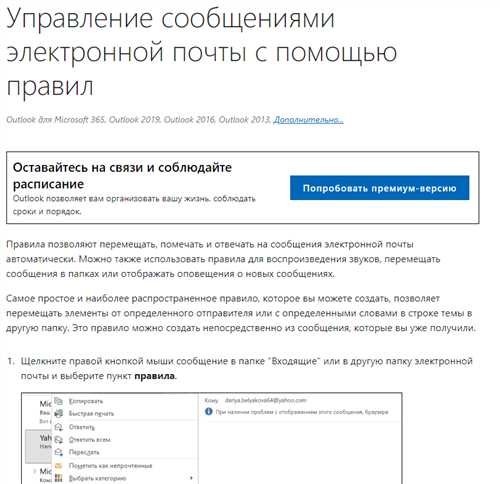 Управление сообщениями
электронной почты с помощью
правил
Outlook для Microsoft 365, Outlook 2019, Outlook 2016, Outlook 2013, Дополнительно...
Оставайтесь на связи и соблюдайте
расписание
Outlook позволяет вам организовать вашу жизнь, соблюдать
сроки и порядок.
Попробовать премиум-версию
Правила позволяют перемещать, помечать и отвечать на сообщения электронной почты
автоматически. Можно также использовать правила для воспроизведения звуков, перемещать
сообщения в папках или отображать оповещения о новых сообщениях.
Самое простое и наиболее распространенное правило, которое вы можете создать, позволяет
перемещать элементы от определенного отправителя или с определенными словами в строке темы в
другую папку. Это правило можно создать непосредственно из сообщения, которые вы уже получили.
1. Щелкните правой кнопкой мыши сообщение в папке "Входящие" или в другую папку электронной
почты и выберите пункт правила.
Mic
Ваш
Вот
Yah
Нап
Mic
Ком
Копировать
Быстрая печать
Ответить
Ответить всем
Переслать
Пометить как непрочтенные
Выбрать категорию
Кому darya.belyakova64@yahoo.com
При наличии проблем с отображением этого сообщения, браузера